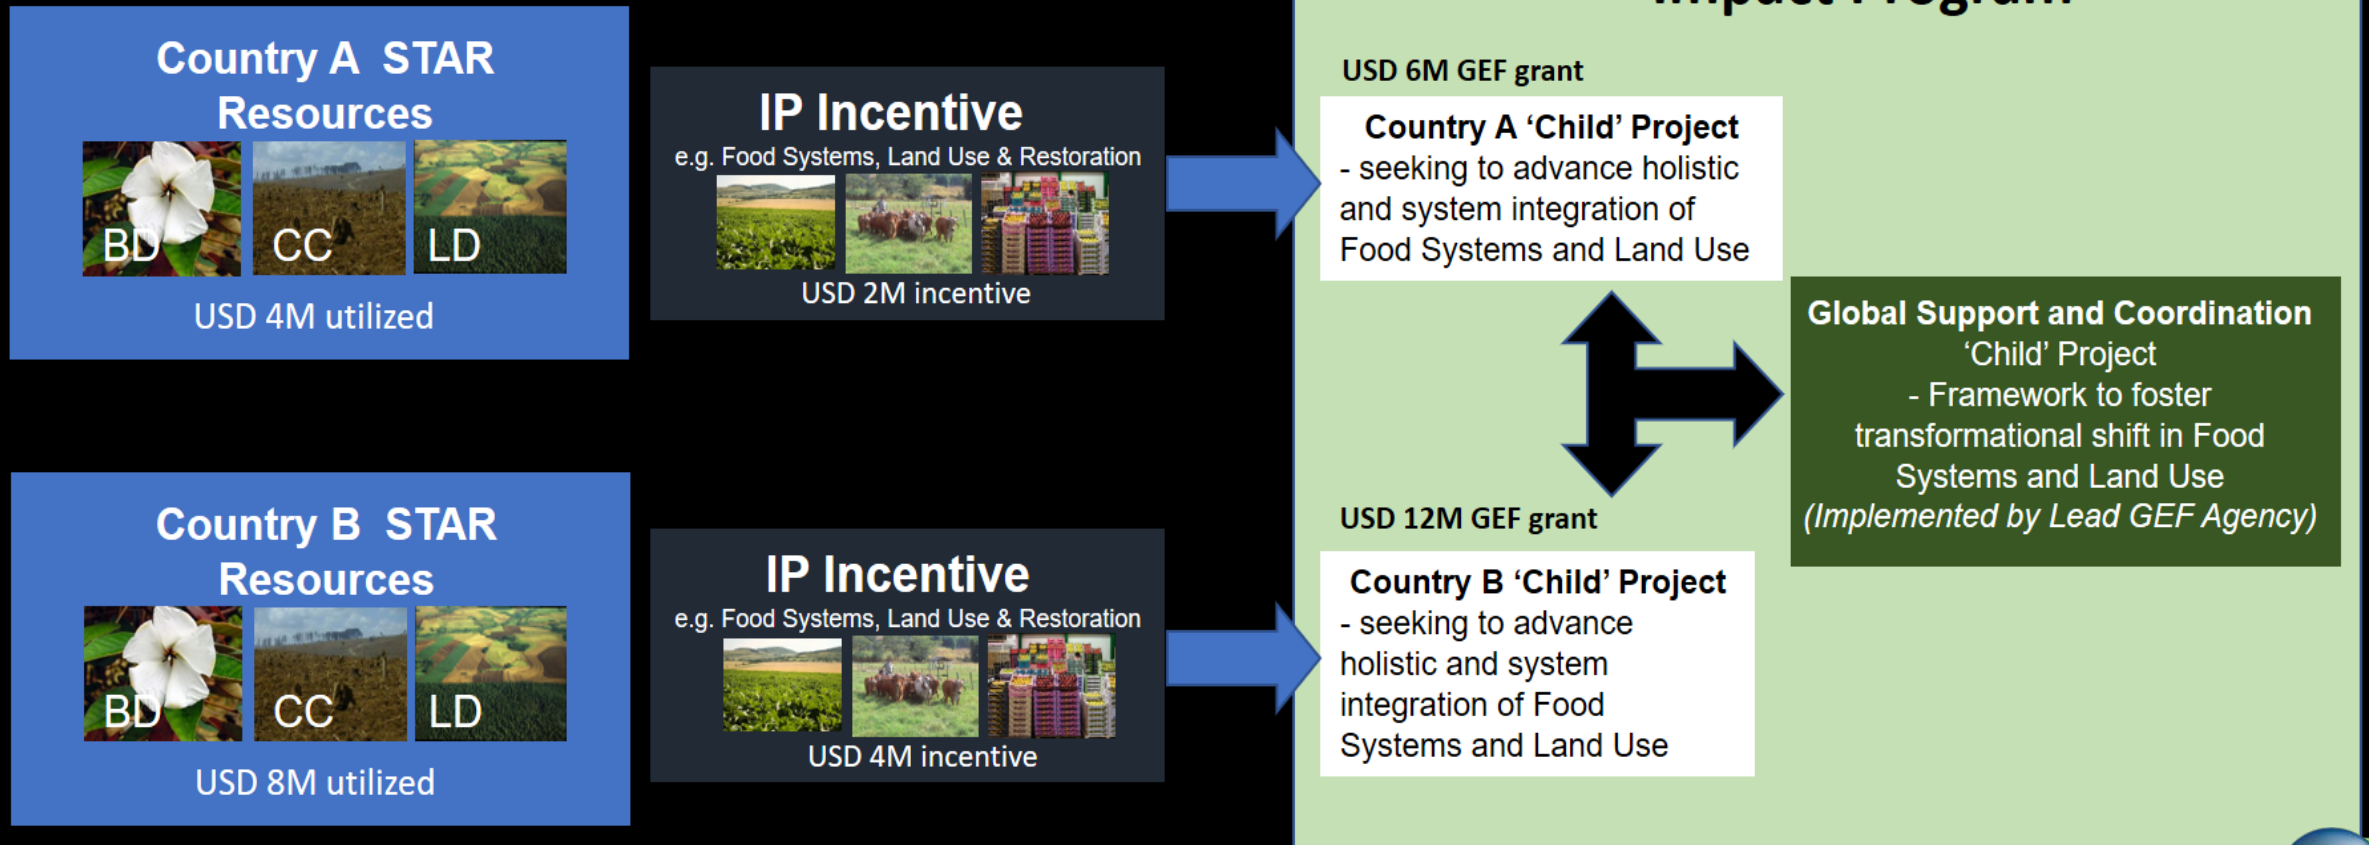 Impact Program
Country A STAR
Resources
BD
CC
LD
USD 4M utilized
IP Incentive
e.g. Food Systems, Land Use & Restoration
USD 2M incentive
USD 6M GEF grant
Country A ‘Child’ Project
- seeking to advance holistic
and system integration of
Food Systems and Land Use
Global Support and Coordination
‘Child’ Project
- Framework to foster
transformational shift in Food
Systems and Land Use
(Implemented by Lead GEF Agency)
Country B STAR
Resources
BD
CC
LD
USD 8M utilized
IP Incentive
e.g. Food Systems, Land Use & Restoration
USD 4M incentive
USD 12M GEF grant
Country B ‘Child’ Project
- seeking to advance
holistic and system
integration of Food
Systems and Land Use